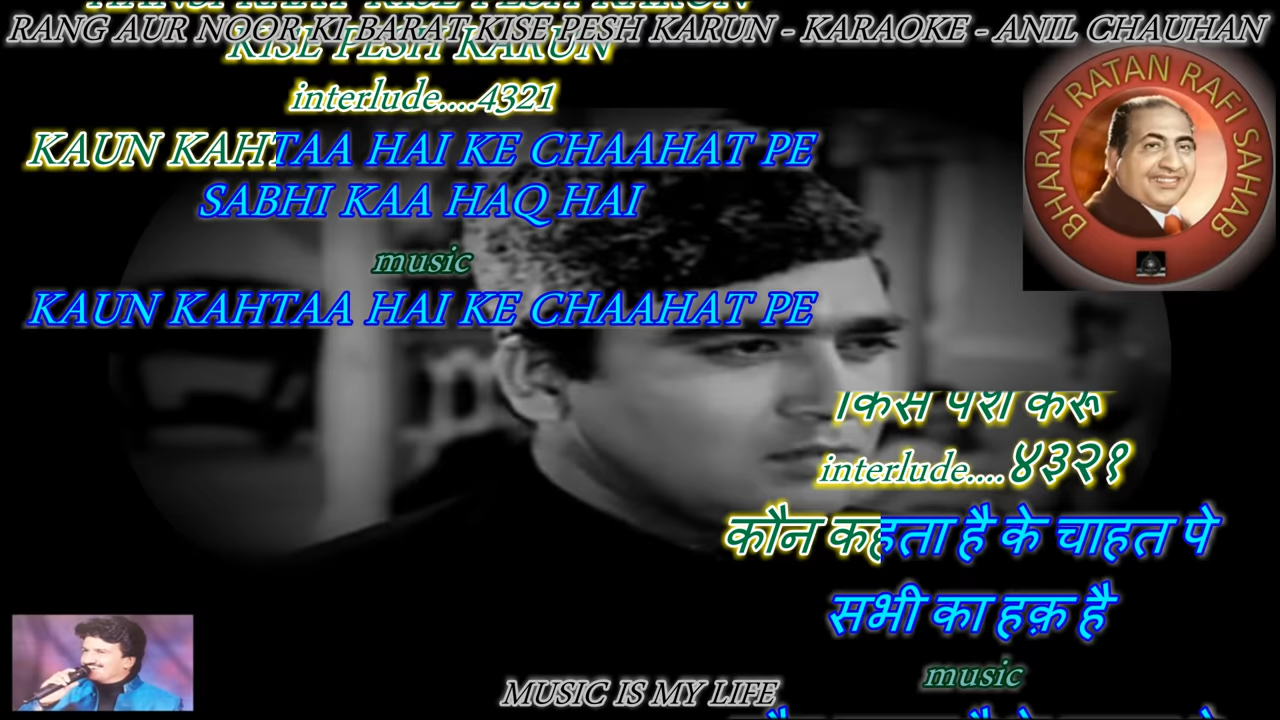 RANG AUR NOOR KI BARAT KISE PESH KARUN - KARAOKE - ANIL CHAUHAN
KISE PESH KARUN
interlude....4321
KAUN KAHTAA HAI KE CHAAHAT PE
SABHI KAA HAQ HAI
music
KAUN KAHTAA HAI KE CHAAHAT PE
BHARAT RATAN RAFI SAHAB
किसे पेश करूँ
interlude....४३२१
कौन कहता है के चाहत पे
सभी का हक़ है
music
MUSIC IS MY LIFE